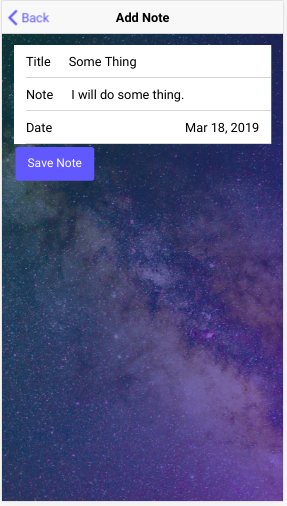 Back Add Note
Title Some Thing
Note I will do some thing.
Date Mar 18, 2019
Save Note